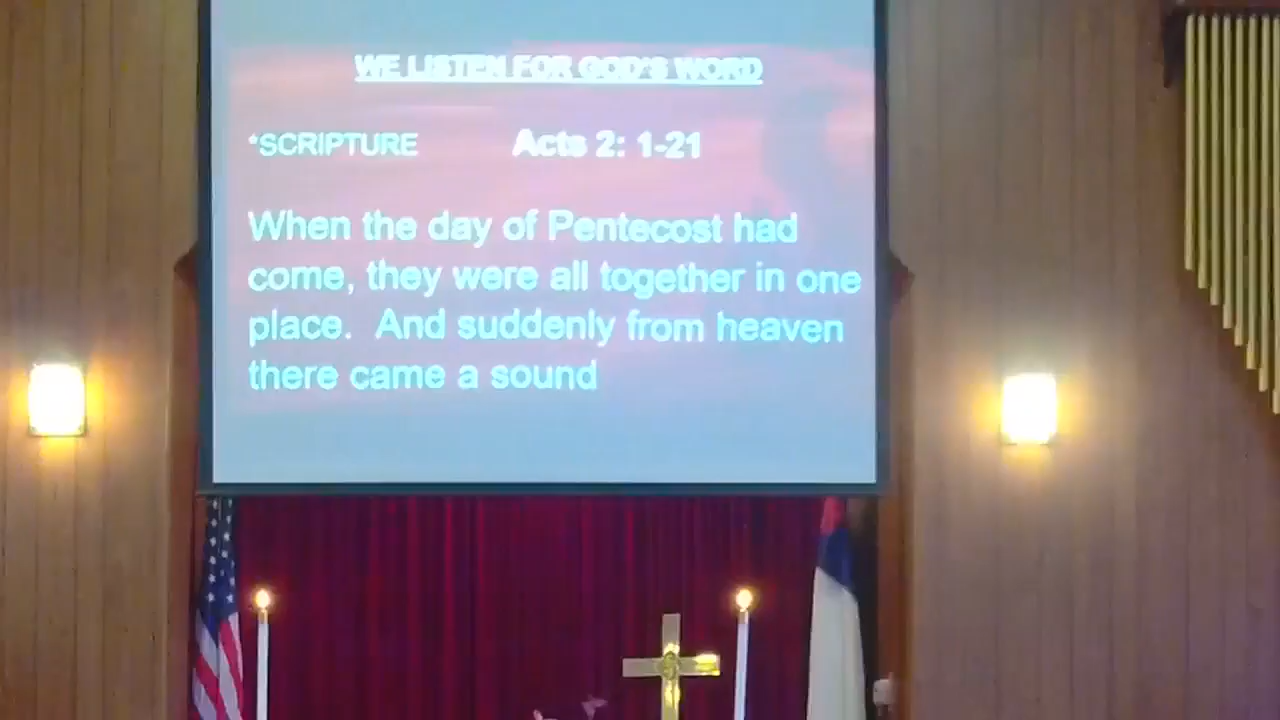 WE LISTEN FOR GOD'S WORD
*SCRIPTURE Acts 2: 1-21
When the day of Pentecost had
come, they were all together in one
place. And suddenly from heaven
there came a sound